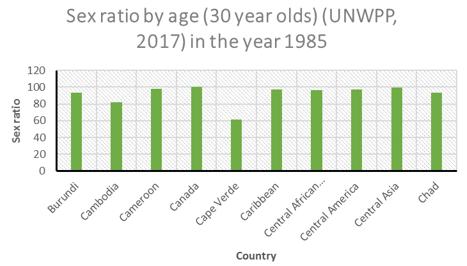 Sex ratio by age (30 year olds) (UNWPP,
2017) in the year 1985
120
100
80
60
40
20
0
Sex ratio
Burundi
Cambodia
Cameroon
Canada
Cape Verde
Caribbean
Central African...
Central America
Central Asia
Chad
Country